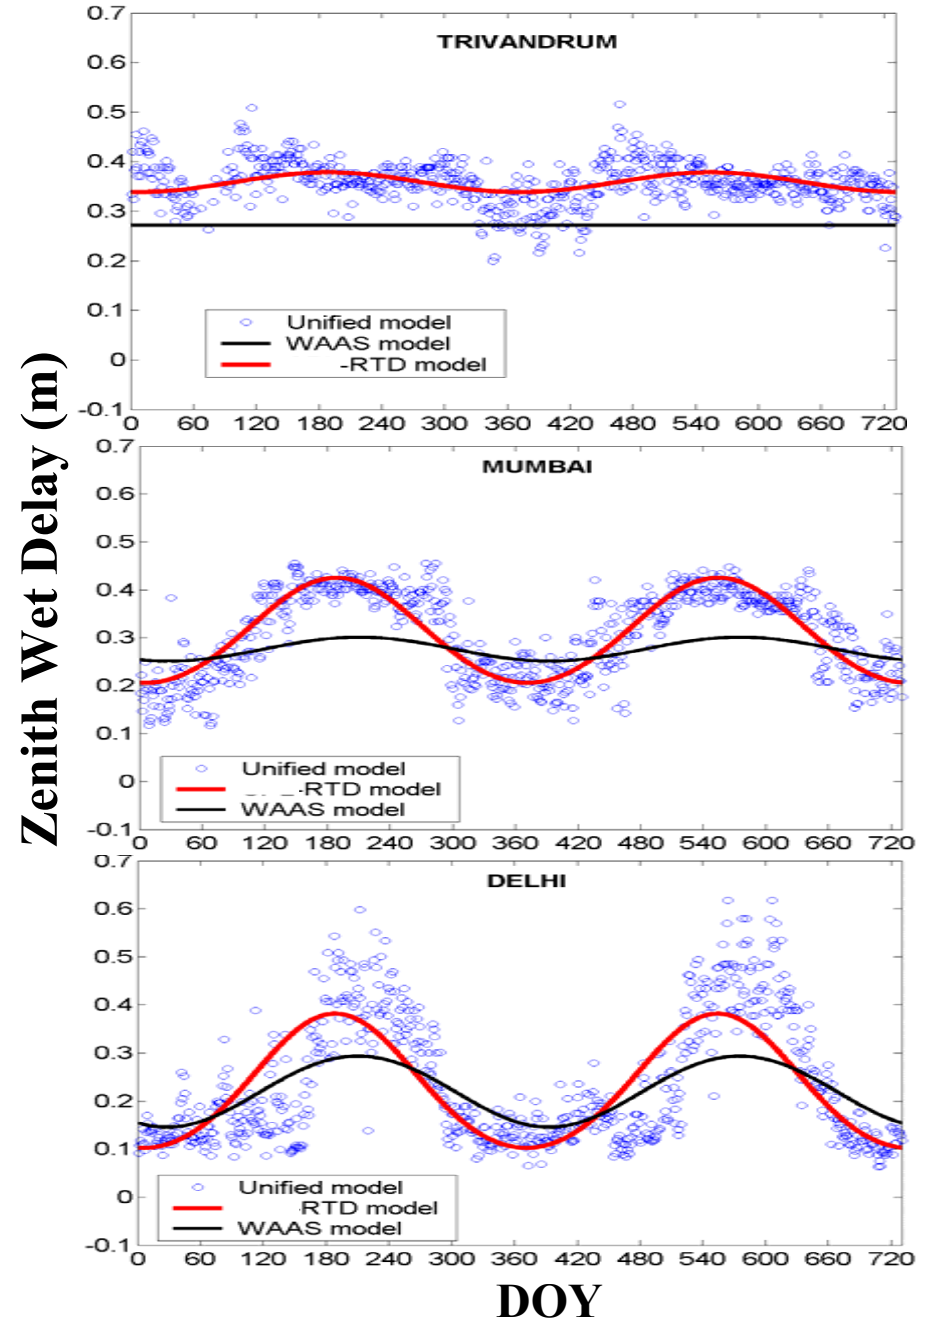 Zenith Wet Delay (m)
TRIVANDRUM
0.7
0.6
0.5
0.4
0.3
0.2
0.1
0
-0.1
Unified model
WAAS model
-RTD model
0 60 120 180 240 300 360 420 480 540 600 660 720
MUMBAI
0.7
0.6
0.5
0.4
0.3
0.2
0.1
0
-0.1
Unified model
-RTD model
WAAS model
0 60 120 180 240 300 360 420 480 540 600 660 720
DELHI
0.7
0.6
0.5
0.4
0.3
0.2
0.1
0
-0.1
Unified model
-RTD model
WAAS model
0 60 120 180 240 300 360 420 480 540 600 660 720
DOY